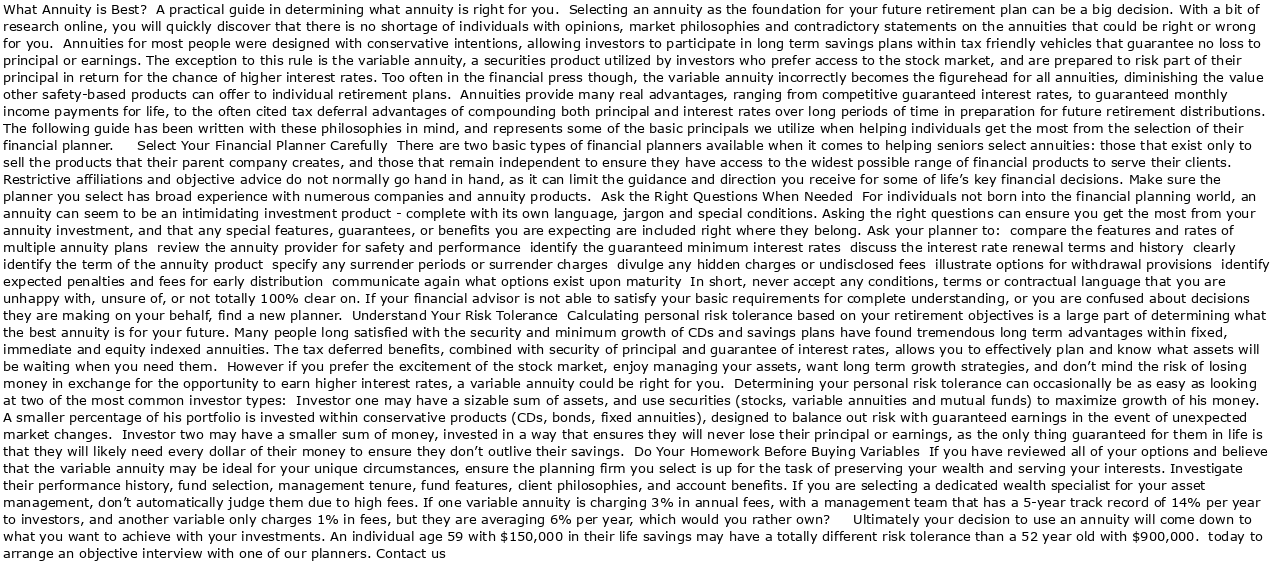 What Annuity is Best?  A practical guide in determining what annuity is right for you.  Selecting an annuity as the foundation for your future retirement plan can be a big decision. With a bit of
research online, you will quickly discover that there is no shortage of individuals with opinions, market philosophies and contradictory statements on the annuities that could be right or wrong
for you.  Annuities for most people were designed with conservative intentions, allowing investors to participate in long term savings plans within tax friendly vehicles that guarantee no loss to
principal or earnings. The exception to this rule is the variable annuity, a securities product utilized by investors who prefer access to the stock market, and are prepared to risk part of their
principal in return for the chance of higher interest rates. Too often in the financial press though, the variable annuity incorrectly becomes the figurehead for all annuities, diminishing the value
other safety-based products can offer to individual retirement plans.  Annuities provide many real advantages, ranging from competitive guaranteed interest rates, to guaranteed monthly
income payments for life, to the often cited tax deferral advantages of compounding both principal and interest rates over long periods of time in preparation for future retirement distributions.
The following guide has been written with these philosophies in mind, and represents some of the basic principals we utilize when helping individuals get the most from the selection of their
financial planner.     Select Your Financial Planner Carefully  There are two basic types of financial planners available when it comes to helping seniors select annuities: those that exist only to
sell the products that their parent company creates, and those that remain independent to ensure they have access to the widest possible range of financial products to serve their clients.
Restrictive affiliations and objective advice do not normally go hand in hand, as it can limit the guidance and direction you receive for some of life's key financial decisions. Make sure the
planner you select has broad experience with numerous companies and annuity products.  Ask the Right Questions When Needed  For individuals not born into the financial planning world, an
annuity can seem to be an intimidating investment product - complete with its own language, jargon and special conditions. Asking the right questions can ensure you get the most from your
annuity investment, and that any special features, guarantees, or benefits you are expecting are included right where they belong. Ask your planner to:  compare the features and rates of
multiple annuity plans  review the annuity provider for safety and performance  identify the guaranteed minimum interest rates  discuss the interest rate renewal terms and history  clearly
identify the term of the annuity product  specify any surrender periods or surrender charges  divulge any hidden charges or undisclosed fees  illustrate options for withdrawal provisions  identify
expected penalties and fees for early distribution  communicate again what options exist upon maturity  In short, never accept any conditions, terms or contractual language that you are
unhappy with, unsure of, or not totally 100% clear on. If your financial advisor is not able to satisfy your basic requirements for complete understanding, or you are confused about decisions
they are making on your behalf, find a new planner.  Understand Your Risk Tolerance  Calculating personal risk tolerance based on your retirement objectives is a large part of determining what
the best annuity is for your future. Many people long satisfied with the security and minimum growth of CDs and savings plans have found tremendous long term advantages within fixed,
immediate and equity indexed annuities. The tax deferred benefits, combined with security of principal and guarantee of interest rates, allows you to effectively plan and know what assets will
be waiting when you need them.  However if you prefer the excitement of the stock market, enjoy managing your assets, want long term growth strategies, and don't mind the risk of losing
money in exchange for the opportunity to earn higher interest rates, a variable annuity could be right for you.  Determining your personal risk tolerance can occasionally be as easy as looking
at two of the most common investor types:  Investor one may have a sizable sum of assets, and use securities (stocks, variable annuities and mutual funds) to maximize growth of his money.
A smaller percentage of his portfolio is invested within conservative products (CDs, bonds, fixed annuities), designed to balance out risk with guaranteed earnings in the event of unexpected
market changes.  Investor two may have a smaller sum of money, invested in a way that ensures they will never lose their principal or earnings, as the only thing guaranteed for them in life is
that they will likely need every dollar of their money to ensure they don't outlive their savings.  Do Your Homework Before Buying Variables  If you have reviewed all of your options and believe
that the variable annuity may be ideal for your unique circumstances, ensure the planning firm you select is up for the task of preserving your wealth and serving your interests. Investigate
their performance history, fund selection, management tenure, fund features, client philosophies, and account benefits. If you are selecting a dedicated wealth specialist for your asset
management, don't automatically judge them due to high fees. If one variable annuity is charging 3% in annual fees, with a management team that has a 5-year track record of 14% per year
to investors, and another variable only charges 1% in fees, but they are averaging 6% per year, which would you rather own?     Ultimately your decision to use an annuity will come down to
what you want to achieve with your investments. An individual age 59 with $150,000 in their life savings may have a totally different risk tolerance than a 52 year old with $900,000.  today to
arrange an objective interview with one of our planners. Contact us